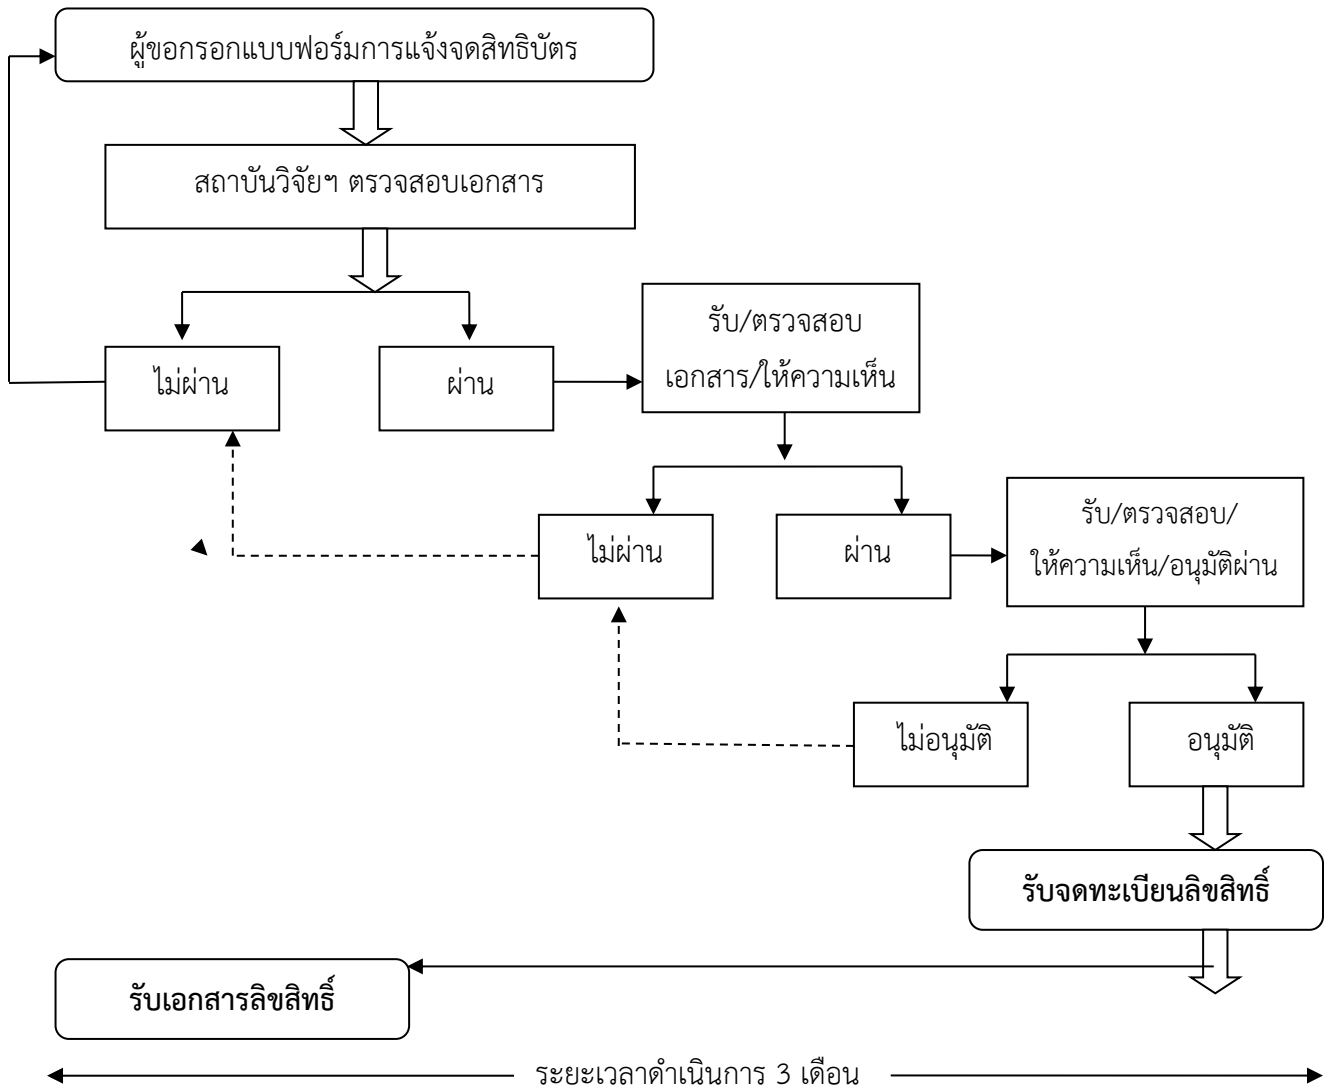 ผู้ขอกรอกแบบฟอร์มการแจ้งจดสิทธิบัตร
สถาบันวิจัยฯ ตรวจสอบเอกสาร
รับ/ตรวจสอบ
เอกสาร/ให้ความเห็น
ไม่ผ่าน
ผ่าน
รับ/ตรวจสอบ/
ให้ความเห็น/อนุมัติผ่าน
ไม่ผ่าน
ผ่าน
ไม่อนุมัติ
อนุมัติ
รับจดทะเบียนลิขสิทธิ์
รับเอกสารลิขสิทธิ์
ระยะเวลาดำเนินการ 3 เดือน